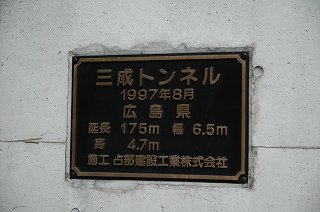 三成トンネル
1997年8月
広島県
延長 175m 幅 6.5m
高 4.7m
施工 占部建設工業株式会社